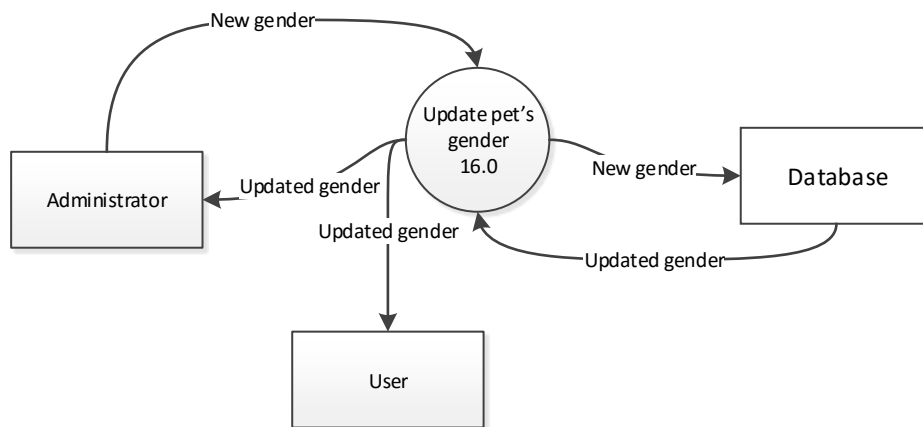 New gender
Update pet’s
gender
16.0
Administrator
Updated gender
New gender
Database
Updated gender
Updated gender
User